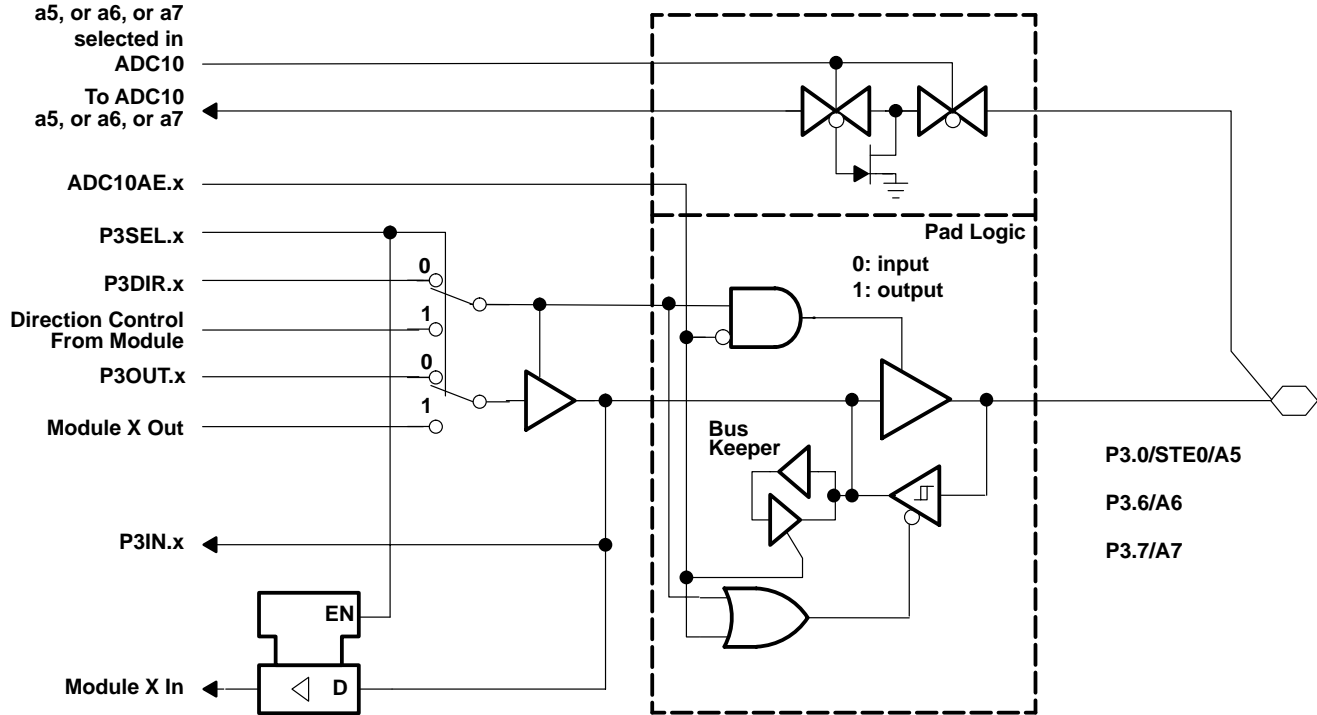 a5, or a6, or a7
selected in
ADC10
To ADC10
a5, or a6, or a7
ADC10AE.x
P3SEL.x
Pad Logic
0: input
1: output
0
P3DIR.x
1
Direction Control
From Module
0
P3OUT.x
1
Module X Out
Bus
Keeper
P3.0/STE0/A5
P3.6/A6
P3.7/A7
P3IN.x
EN
Module X In
D